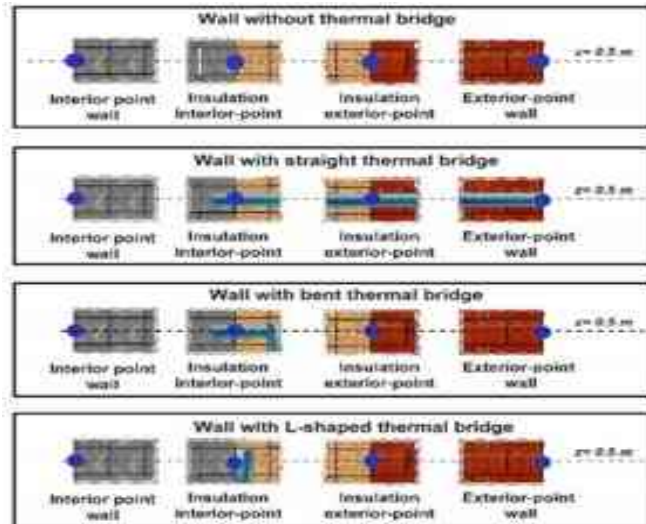 Wall without thermal bridge
z= 0.5 m
Interior point wall
Insulation Interior-point
Insulation exterior-point
Exterior-point wall
Wall with straight thermal bridge
z= 0.5 m
Interior point wall
Insulation Interior-point
Insulation exterior-point
Exterior-point wall
Wall with bent thermal bridge
z= 0.5 m
Interior point wall
Insulation Interior-point
Insulation exterior-point
Exterior-point wall
Wall with L-shaped thermal bridge
z= 0.5 m
Interior point wall
Insulation Interior-point
Insulation exterior-point
Exterior-point wall